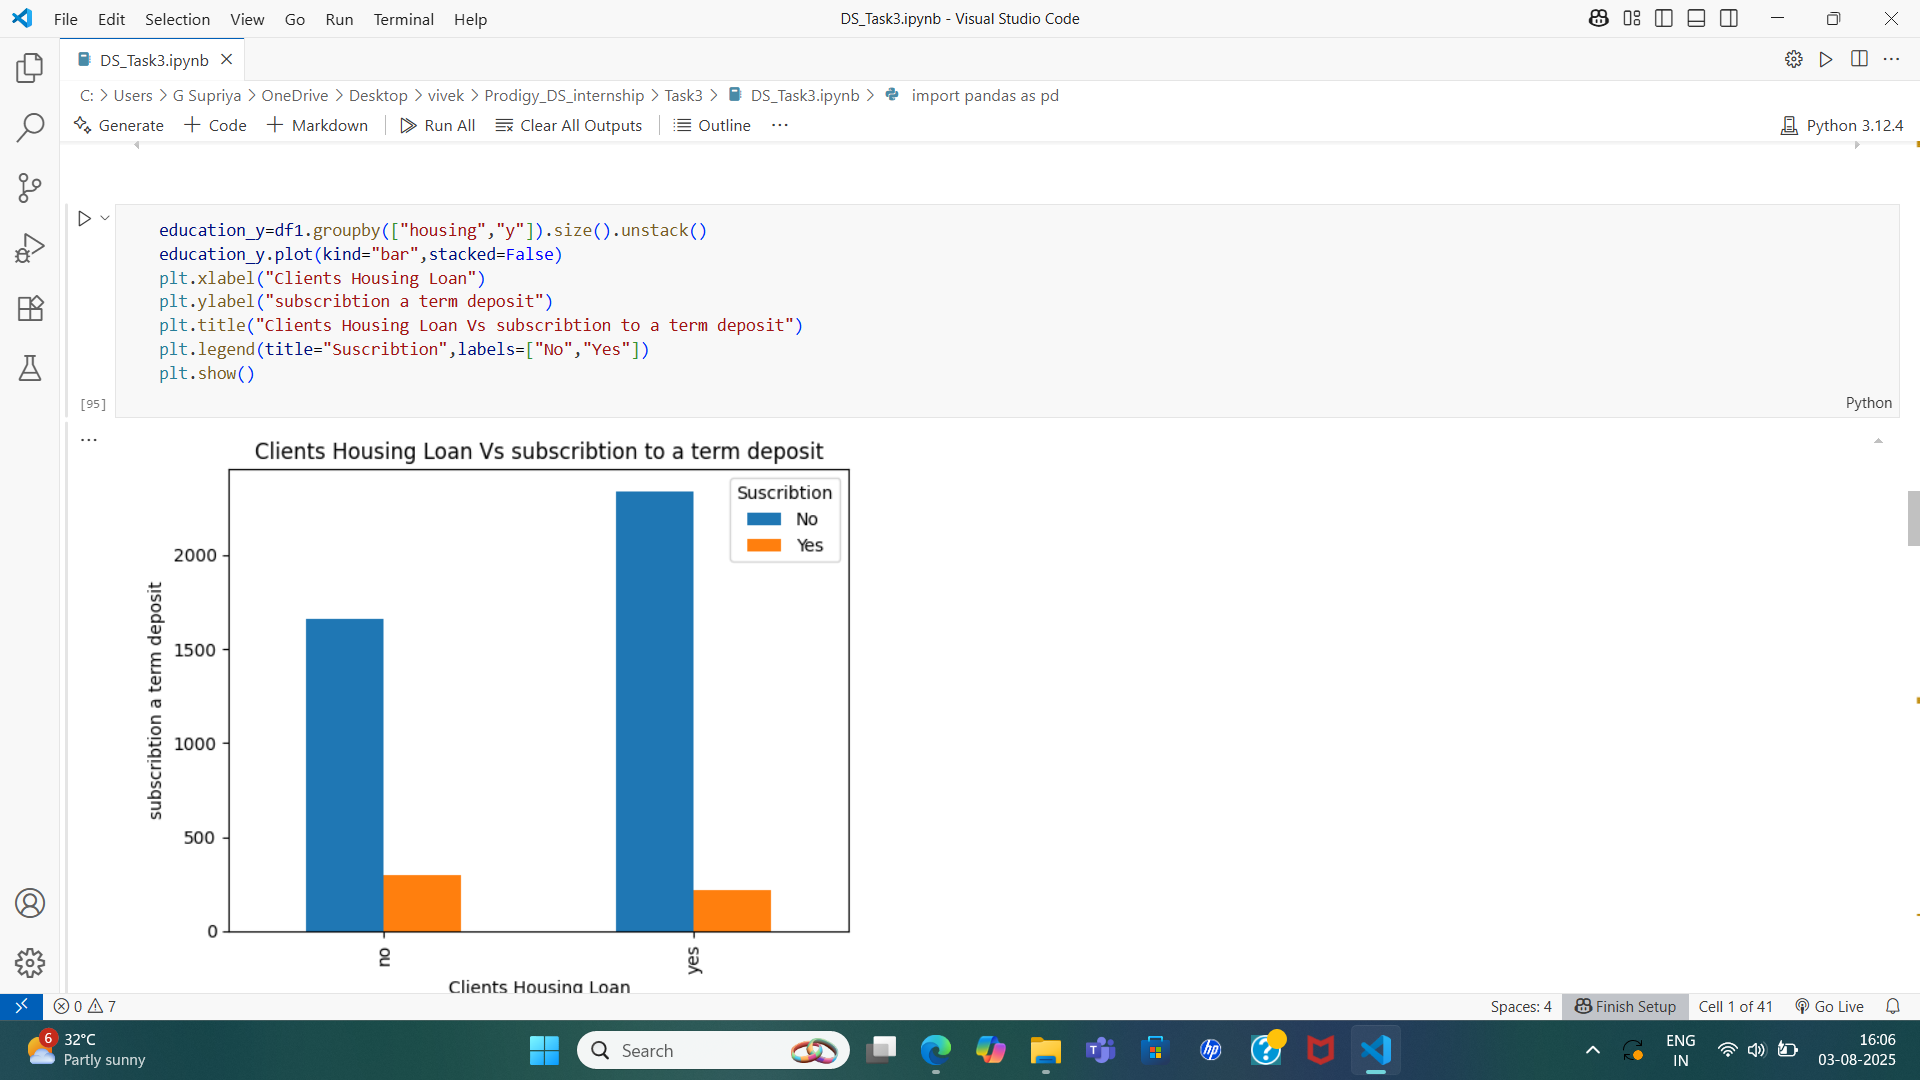 File Edit Selection View Go Run Terminal Help
DS_Task3.ipynb - Visual Studio Code
DS_Task3.ipynb
C: > Users > G Supriya > OneDrive > Desktop > vivek > Prodigy_DS_internship > Task3 > DS_Task3.ipynb > import pandas as pd
Generate + Code + Markdown Run All Clear All Outputs Outline ...
Python 3.12.4
education_y=df1.groupby(["housing","y"]).size().unstack()
education_y.plot(kind="bar",stacked=False)
plt.xlabel("Clients Housing Loan")
plt.ylabel("subscribtion a term deposit")
plt.title("Clients Housing Loan Vs subscribtion to a term deposit")
plt.legend(title="Suscribtion",labels=["No","Yes"])
plt.show()
[95]
Python
Clients Housing Loan Vs subscribtion to a term deposit
Suscribtion
No
Yes
2000
1500
1000
500
0
subscribtion a term deposit
no
yes
Clients Housing Loan
0 7
Spaces: 4 Finish Setup Cell 1 of 41 Go Live
6
32°C
Partly sunny
Search
hp
ENG
IN
16:06
03-08-2025